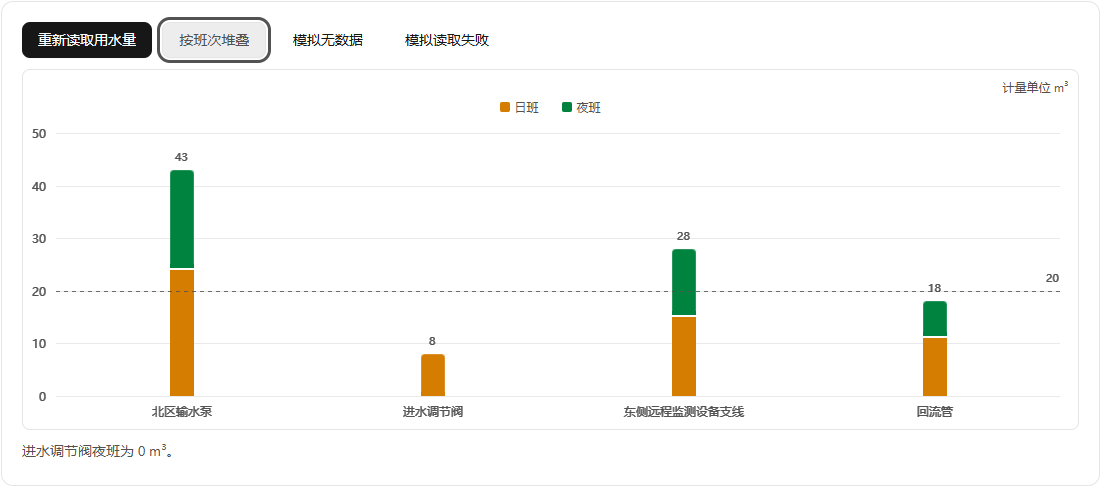 重新读取用水量 按班次堆叠 模拟无数据 模拟读取失败
计量单位 m³
日班 夜班
50
43
40
30
28
20
20
18
10
8
0
北区输水泵 进水调节阀 东侧远程监测设备支线 回流管
进水调节阀夜班为 0 m³。